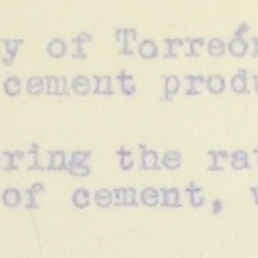 y of Torreón
cement produ
ring the ra
of cement, w